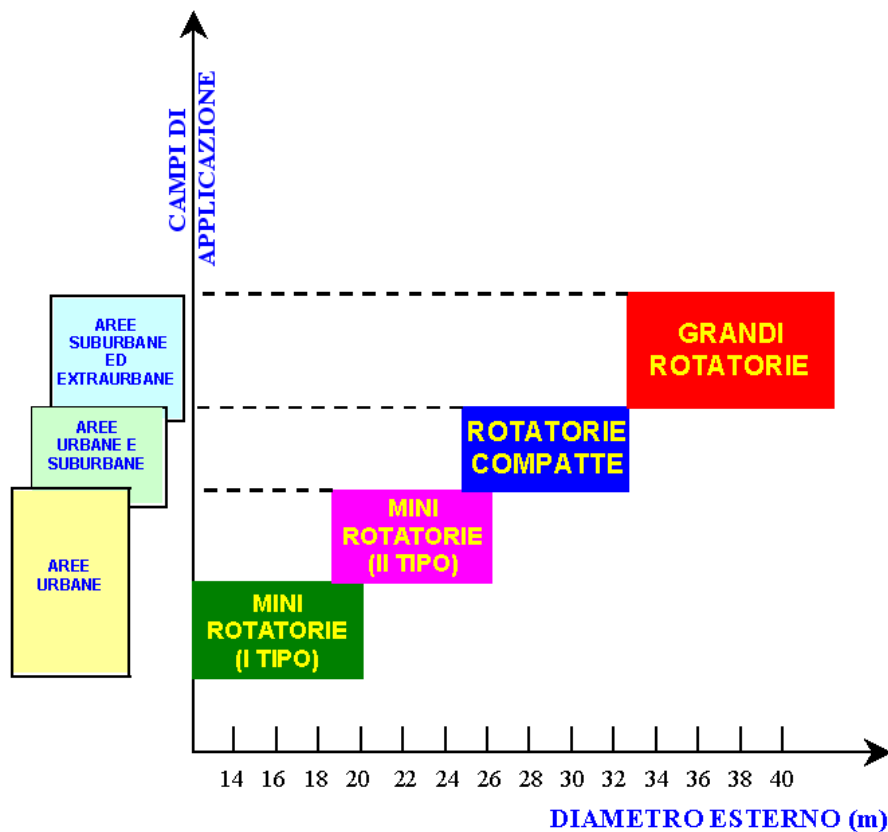 CAMPI DI
APPLICAZIONE
AREE
SUBURBANE
ED
EXTRAURBANE
GRANDI
ROTATORIE
AREE
URBANE E
SUBURBANE
ROTATORIE
COMPATTE
MINI
ROTATORIE
(II TIPO)
AREE
URBANE
MINI
ROTATORIE
(I TIPO)
14 16 18 20 22 24 26 28 30 32 34 36 38 40
DIAMETRO ESTERNO (m)